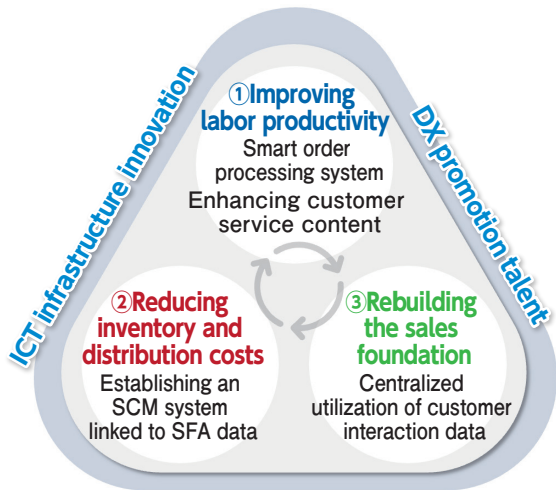 ICT infrastructure innovation
DX promotion talent
①Improving
labor productivity
Smart order
processing system
Enhancing customer
service content
②Reducing
inventory and
distribution costs
Establishing an
SCM system
linked to SFA data
③Rebuilding
the sales
foundation
Centralized
utilization of customer
interaction data